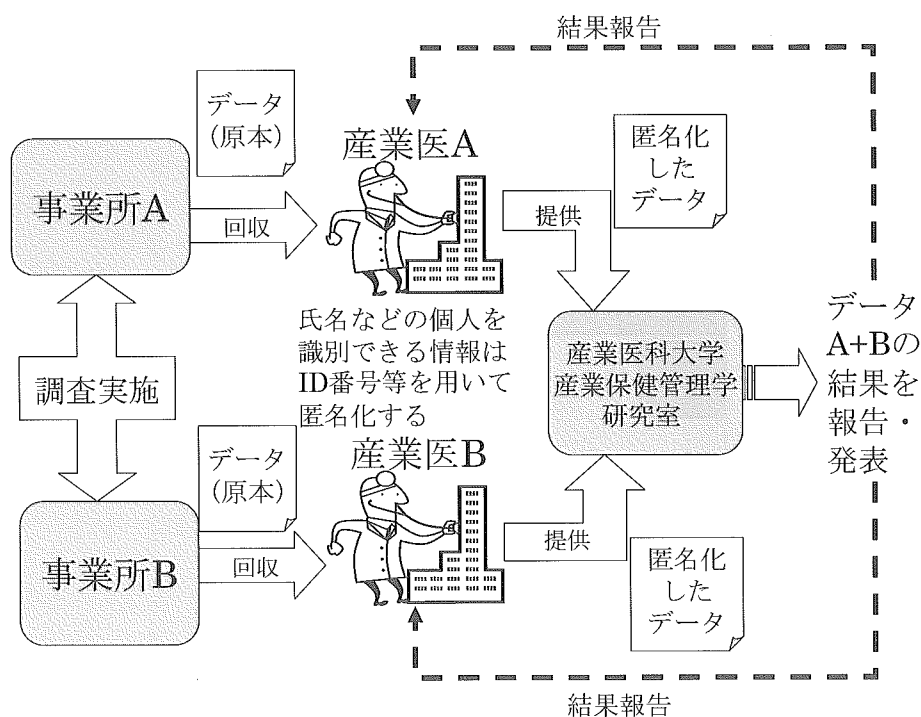 結果報告
データ
(原本)
産業医A
匿名化
した
データ
事業所A
回収
提供
氏名などの個人を
識別できる情報は
ID番号等を用いて
匿名化する
産業医科大学
産業保健管理学
研究室
データ
A+Bの
結果を
報告・
発表
調査実施
データ
(原本)
産業医B
事業所B
回収
提供
匿名化
した
データ
結果報告